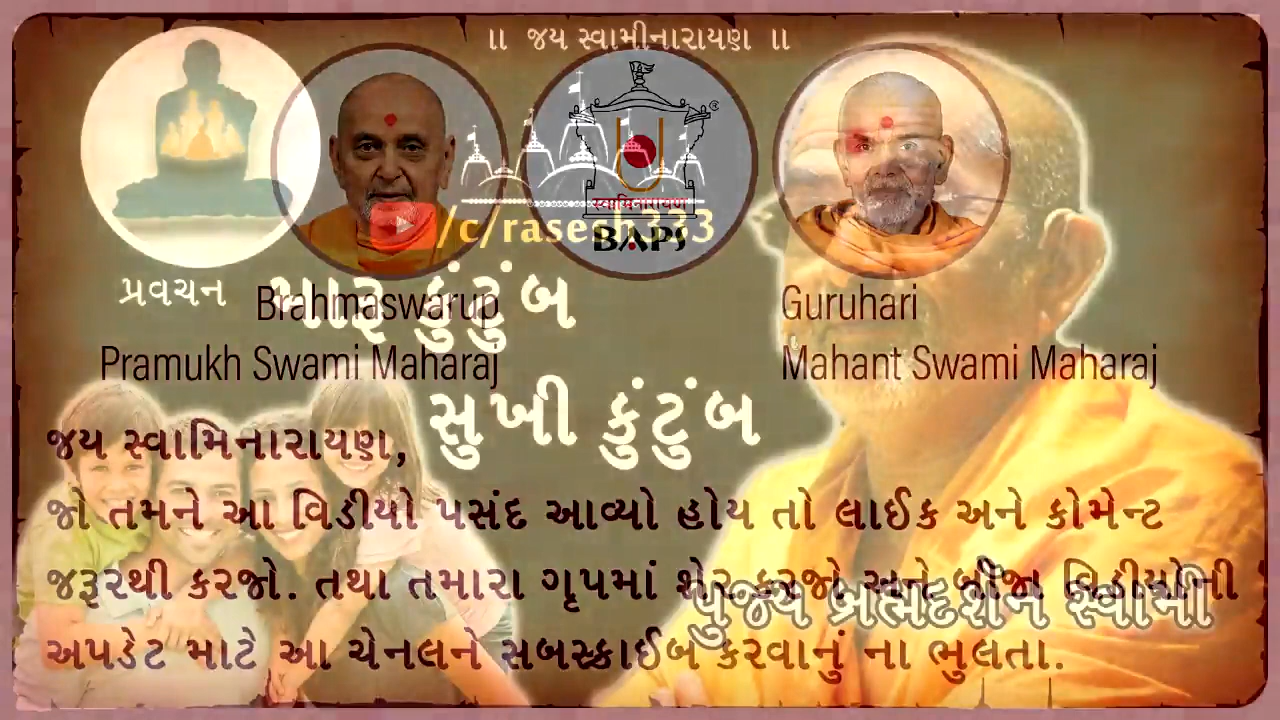 ॥ જય સ્વામીનારાયણ ॥
स्वामिनारायण
BAPS
/c/rasesh333
પ્રવચન
મારૂ કુંટુંબ
Brahmaswarup
Pramukh Swami Maharaj
Guruhari
Mahant Swami Maharaj
સુખી કુંટુંબ
જય સ્વામિનારાયણ,
જો તમને આ વિડીયો પસંદ આવ્યો હોય તો લાઈક અને કોમેન્ટ
જરૂરથી કરજો. તથા તમારા ગૃપમાં શેર કરજો અને બીજા વિડીયોની
અપડેટ માટે આ ચેનલને સબસ્ક્રાઈબ કરવાનું ના ભુલતા.
પુજ્ય બ્રહ્મદર્શન સ્વામી